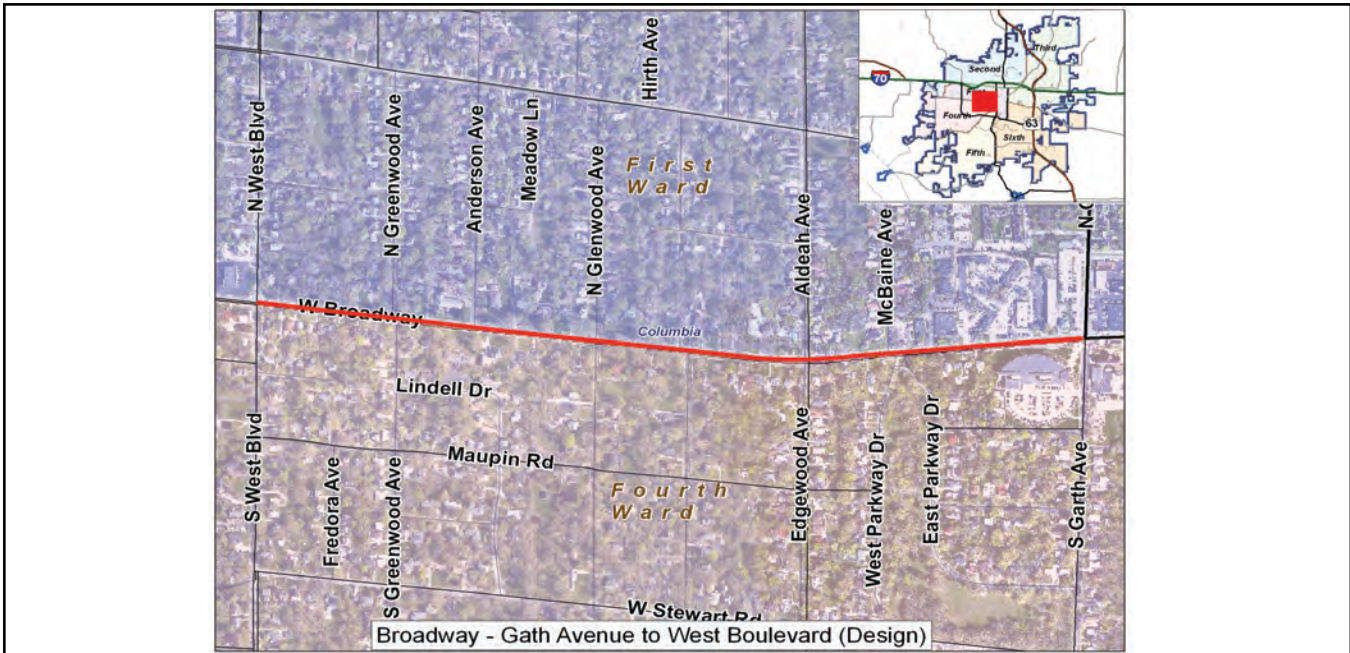 N West Blvd
N Greenwood Ave
Anderson Ave
Meadow Ln
Hirth Ave
N Glenwood Ave
First
Ward
Aldeah Ave
McBaine Ave
Third
Second
70
Fourth
63
Sixth
Fifth
W Broadway
Columbia
Lindell Dr
Maupin Rd
S West Blvd
Fredora Ave
S Greenwood Ave
Fourth
Ward
Edgewood Ave
West Parkway Dr
East Parkway Dr
S Garth Ave
W Stewart Rd
Broadway - Gath Avenue to West Boulevard (Design)